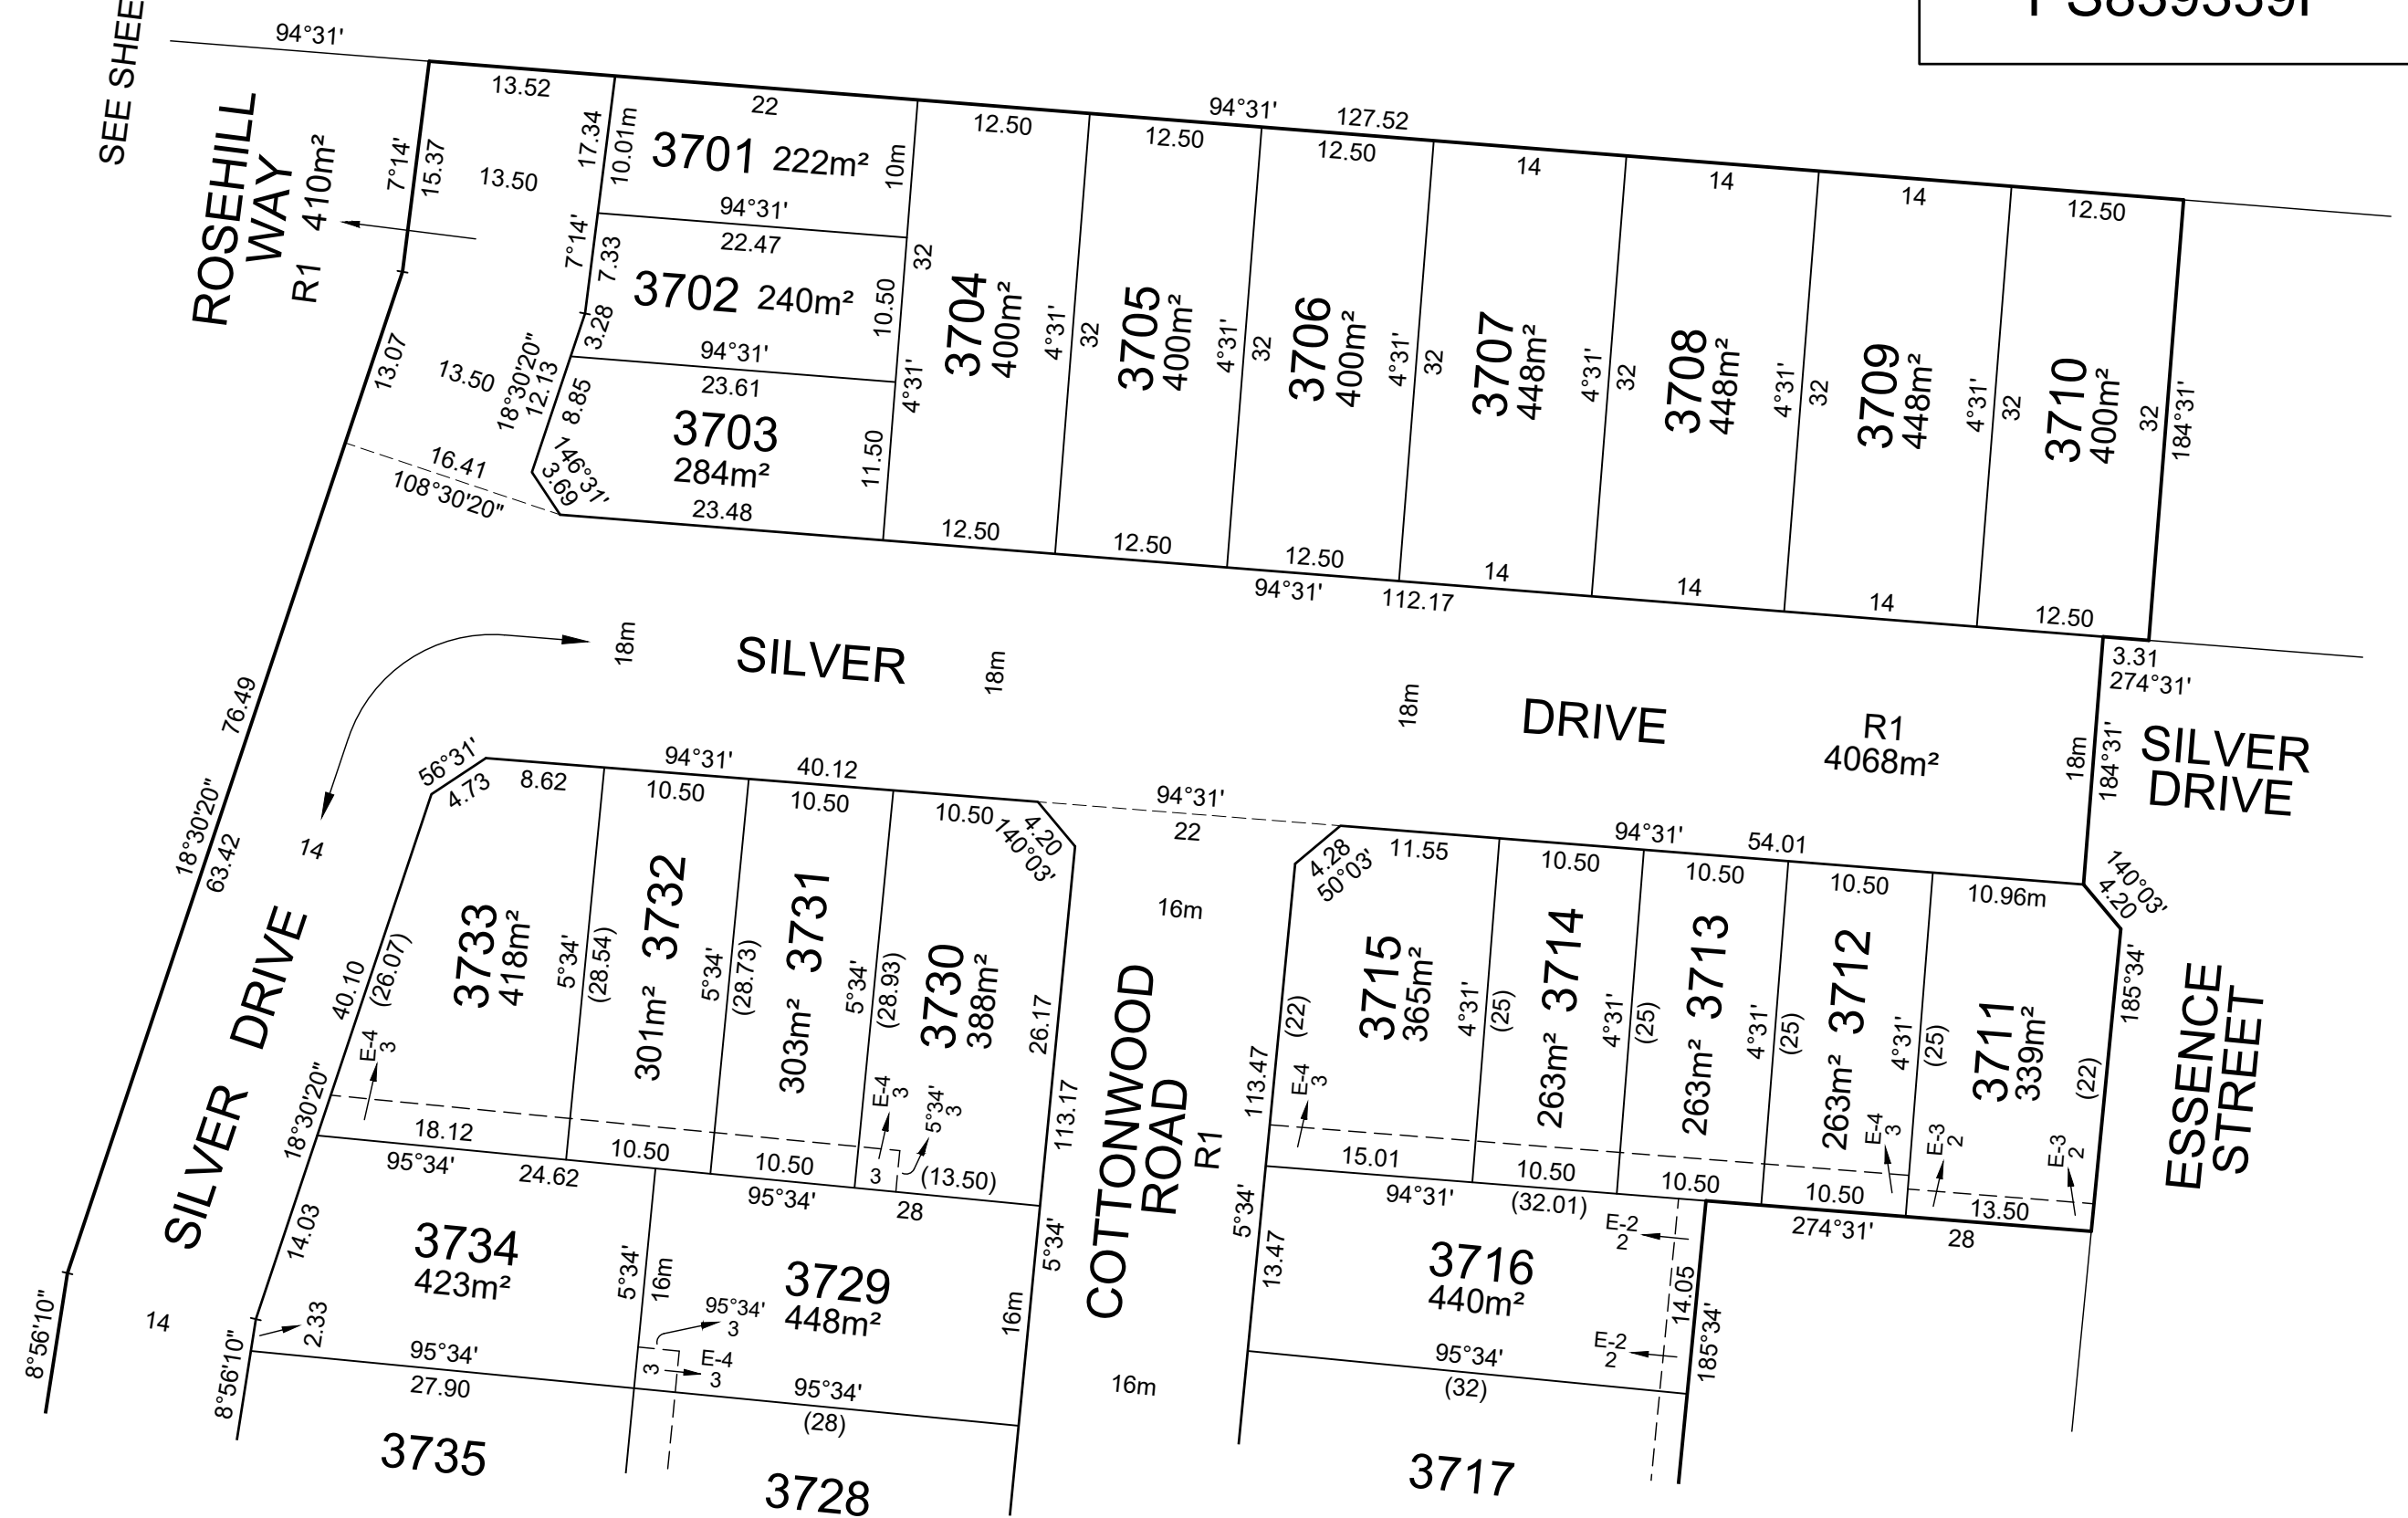 SEE SHEE
94°31'
ROSEHILL
WAY
R1 410m²
7°14'
15.37
13.52
13.50
17.34
10.01m
22
3701 222m²
10m
94°31'
22.47
7°14'
7.33
3702 240m²
10.50
3.28
94°31'
23.61
13.07
13.50
18°30'20"
12.13
8.85
3703
284m²
11.50
146°31'
3.69
23.48
16.41
108°30'20"
94°31' 127.52
12.50
32
3704
400m²
4°31'
4°31'
12.50
12.50
32
3705
400m²
4°31'
12.50
12.50
32
3706
400m²
4°31'
12.50
14
32
3707
448m²
4°31'
14
14
32
3708
448m²
4°31'
14
14
32
3709
448m²
4°31'
14
12.50
32
3710
400m²
32
184°31'
12.50
94°31' 112.17
3.31
274°31'
18m
SILVER
18m
18m
DRIVE
R1
4068m²
18m
184°31'
SILVER
DRIVE
76.49
18°30'20"
63.42
14
SILVER DRIVE
56°31'
4.73
94°31' 40.12
8.62
10.50
10.50
10.50
4.20
140°03'
94°31'
22
40.10
(26.07)
18°30'20"
E-4
3
3733
418m²
5°34'
(28.54)
18.12
301m² 3732
5°34'
(28.73)
10.50
303m² 3731
5°34'
(28.93)
10.50
3730
388m²
E-4
3
5°34'
3
3
(13.50)
26.17
113.17
95°34' 24.62
95°34' 28
14.03
3734
423m²
2.33
5°34'
16m
3729
448m²
95°34'
3
3
E-4
3
16m
5°34'
95°34'
27.90
95°34'
(28)
8°56'10"
14
8°56'10"
3735
3728
16m
COTTONWOOD
ROAD
R1
16m
4.28
50°03'
94°31' 54.01
11.55
10.50
10.50
10.50
10.96m
140°03'
4.20
113.47
(22)
E-4
3
3715
365m²
4°31'
(25)
15.01
263m² 3714
4°31'
(25)
10.50
263m² 3713
4°31'
(25)
10.50
263m² 3712
4°31'
(25)
E-4
3
10.50
3711
339m²
E-3
2
E-3
2
(22)
13.50
185°34'
ESSENCE
STREET
94°31' (32.01)
274°31' 28
5°34'
13.47
3716
440m²
E-2
2
E-2
2
14.05
185°34'
95°34'
(32)
3717